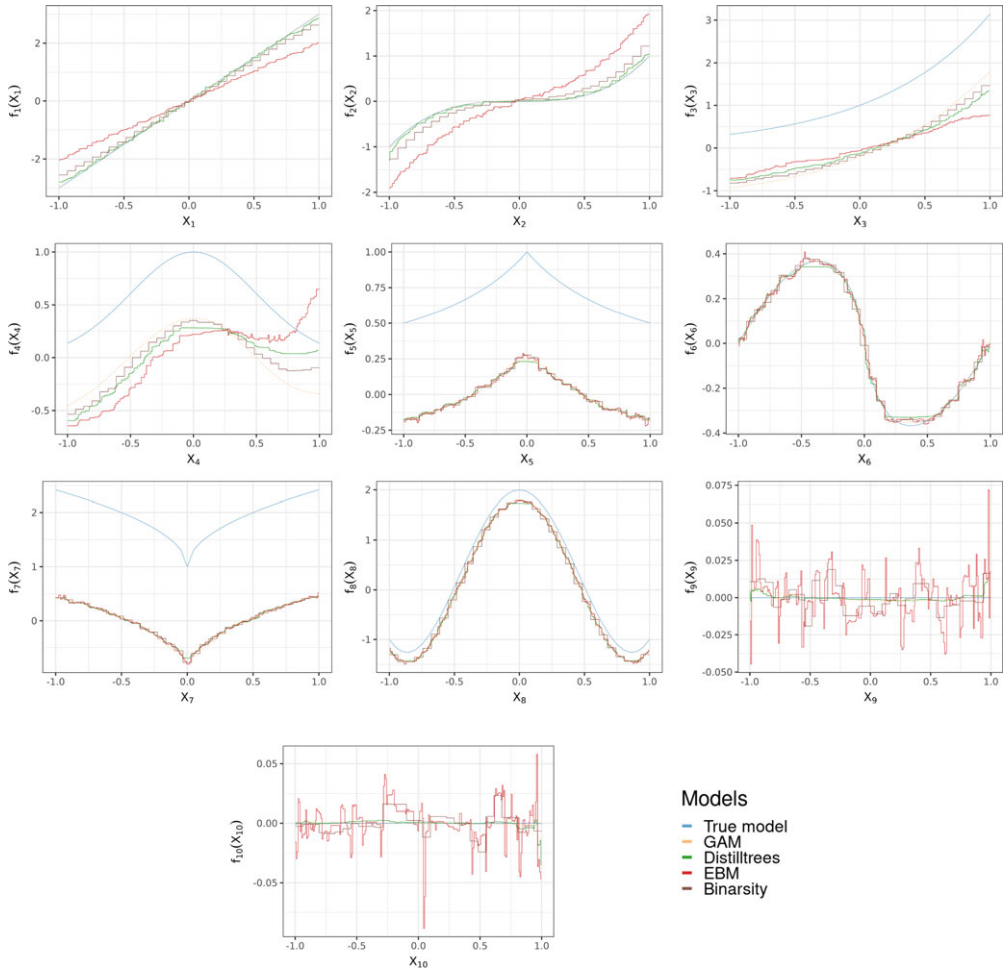 f1(X1)
2
0
-2
-1.0 -0.5 0.0 0.5 1.0
X1
f2(X2)
2
1
0
-1
-2
-1.0 -0.5 0.0 0.5 1.0
X2
f3(X3)
3
2
1
0
-1
-1.0 -0.5 0.0 0.5 1.0
X3
f4(X4)
1.0
0.5
0.0
-0.5
-1.0 -0.5 0.0 0.5 1.0
X4
f5(X5)
1.00
0.75
0.50
0.25
0.00
-0.25
-1.0 -0.5 0.0 0.5 1.0
X5
f6(X6)
0.4
0.2
0.0
-0.2
-0.4
-1.0 -0.5 0.0 0.5 1.0
X6
f7(X7)
2
1
0
-1.0 -0.5 0.0 0.5 1.0
X7
f8(X8)
2
1
0
-1
-1.0 -0.5 0.0 0.5 1.0
X8
f9(X9)
0.075
0.050
0.025
0.000
-0.025
-0.050
-1.0 -0.5 0.0 0.5 1.0
X9
f10(X10)
0.05
0.00
-0.05
-1.0 -0.5 0.0 0.5 1.0
X10
Models
True model
GAM
Distilltrees
EBM
Binarsity